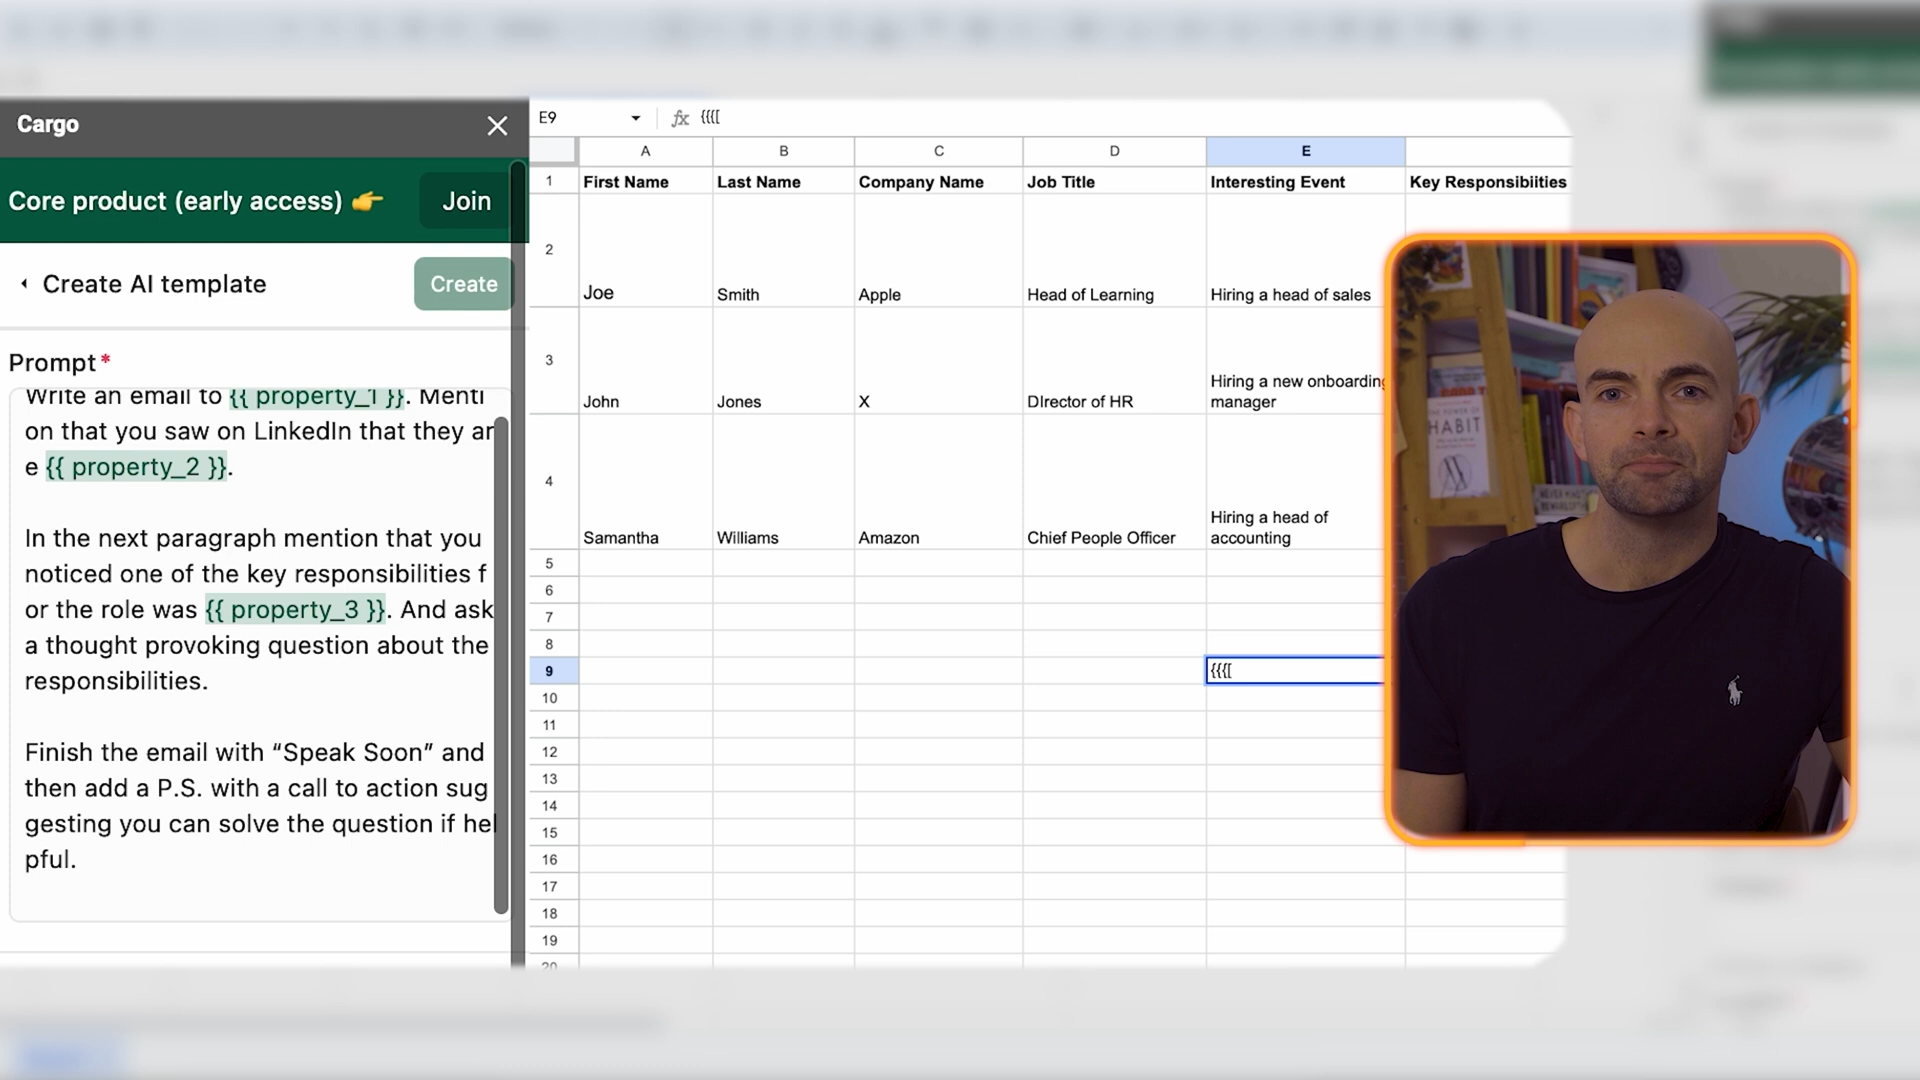 Cargo
Core product (early access) 👉 Join
Create AI template Create
Prompt*
Write an email to {{ property_1 }}. Menti
on that you saw on LinkedIn that they ar
e {{ property_2 }}.
In the next paragraph mention that you
noticed one of the key responsibilities f
or the role was {{ property_3 }}. And ask
a thought provoking question about the
responsibilities.
Finish the email with “Speak Soon” and
then add a P.S. with a call to action sug
gesting you can solve the question if hel
pful.
E9 fx {{{[
A B C D E
1 First Name Last Name Company Name Job Title Interesting Event Key Responsibiities
2 Joe Smith Apple Head of Learning Hiring a head of sales
3 John Jones X DIrector of HR Hiring a new onboarding
manager
4 Samantha Williams Amazon Chief People Officer Hiring a head of
accounting
5
6
7
8
9 {{{[
10
11
12
13
14
15
16
17
18
19
20
HABIT